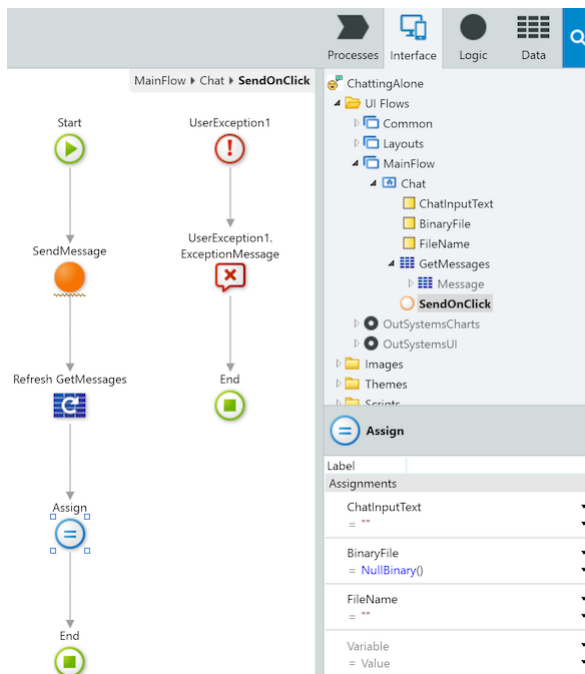 Processes Interface Logic Data
MainFlow Chat SendOnClick
Start
UserException1
SendMessage
UserException1.
ExceptionMessage
Refresh GetMessages
End
Assign
End
ChattingAlone
UI Flows
Common
Layouts
MainFlow
Chat
ChatInputText
BinaryFile
FileName
GetMessages
Message
SendOnClick
OutSystemsCharts
OutSystemsUI
Images
Themes
Scripts
Assign
Label
Assignments
ChatInputText
= ""
BinaryFile
= NullBinary()
FileName
= ""
Variable
= Value